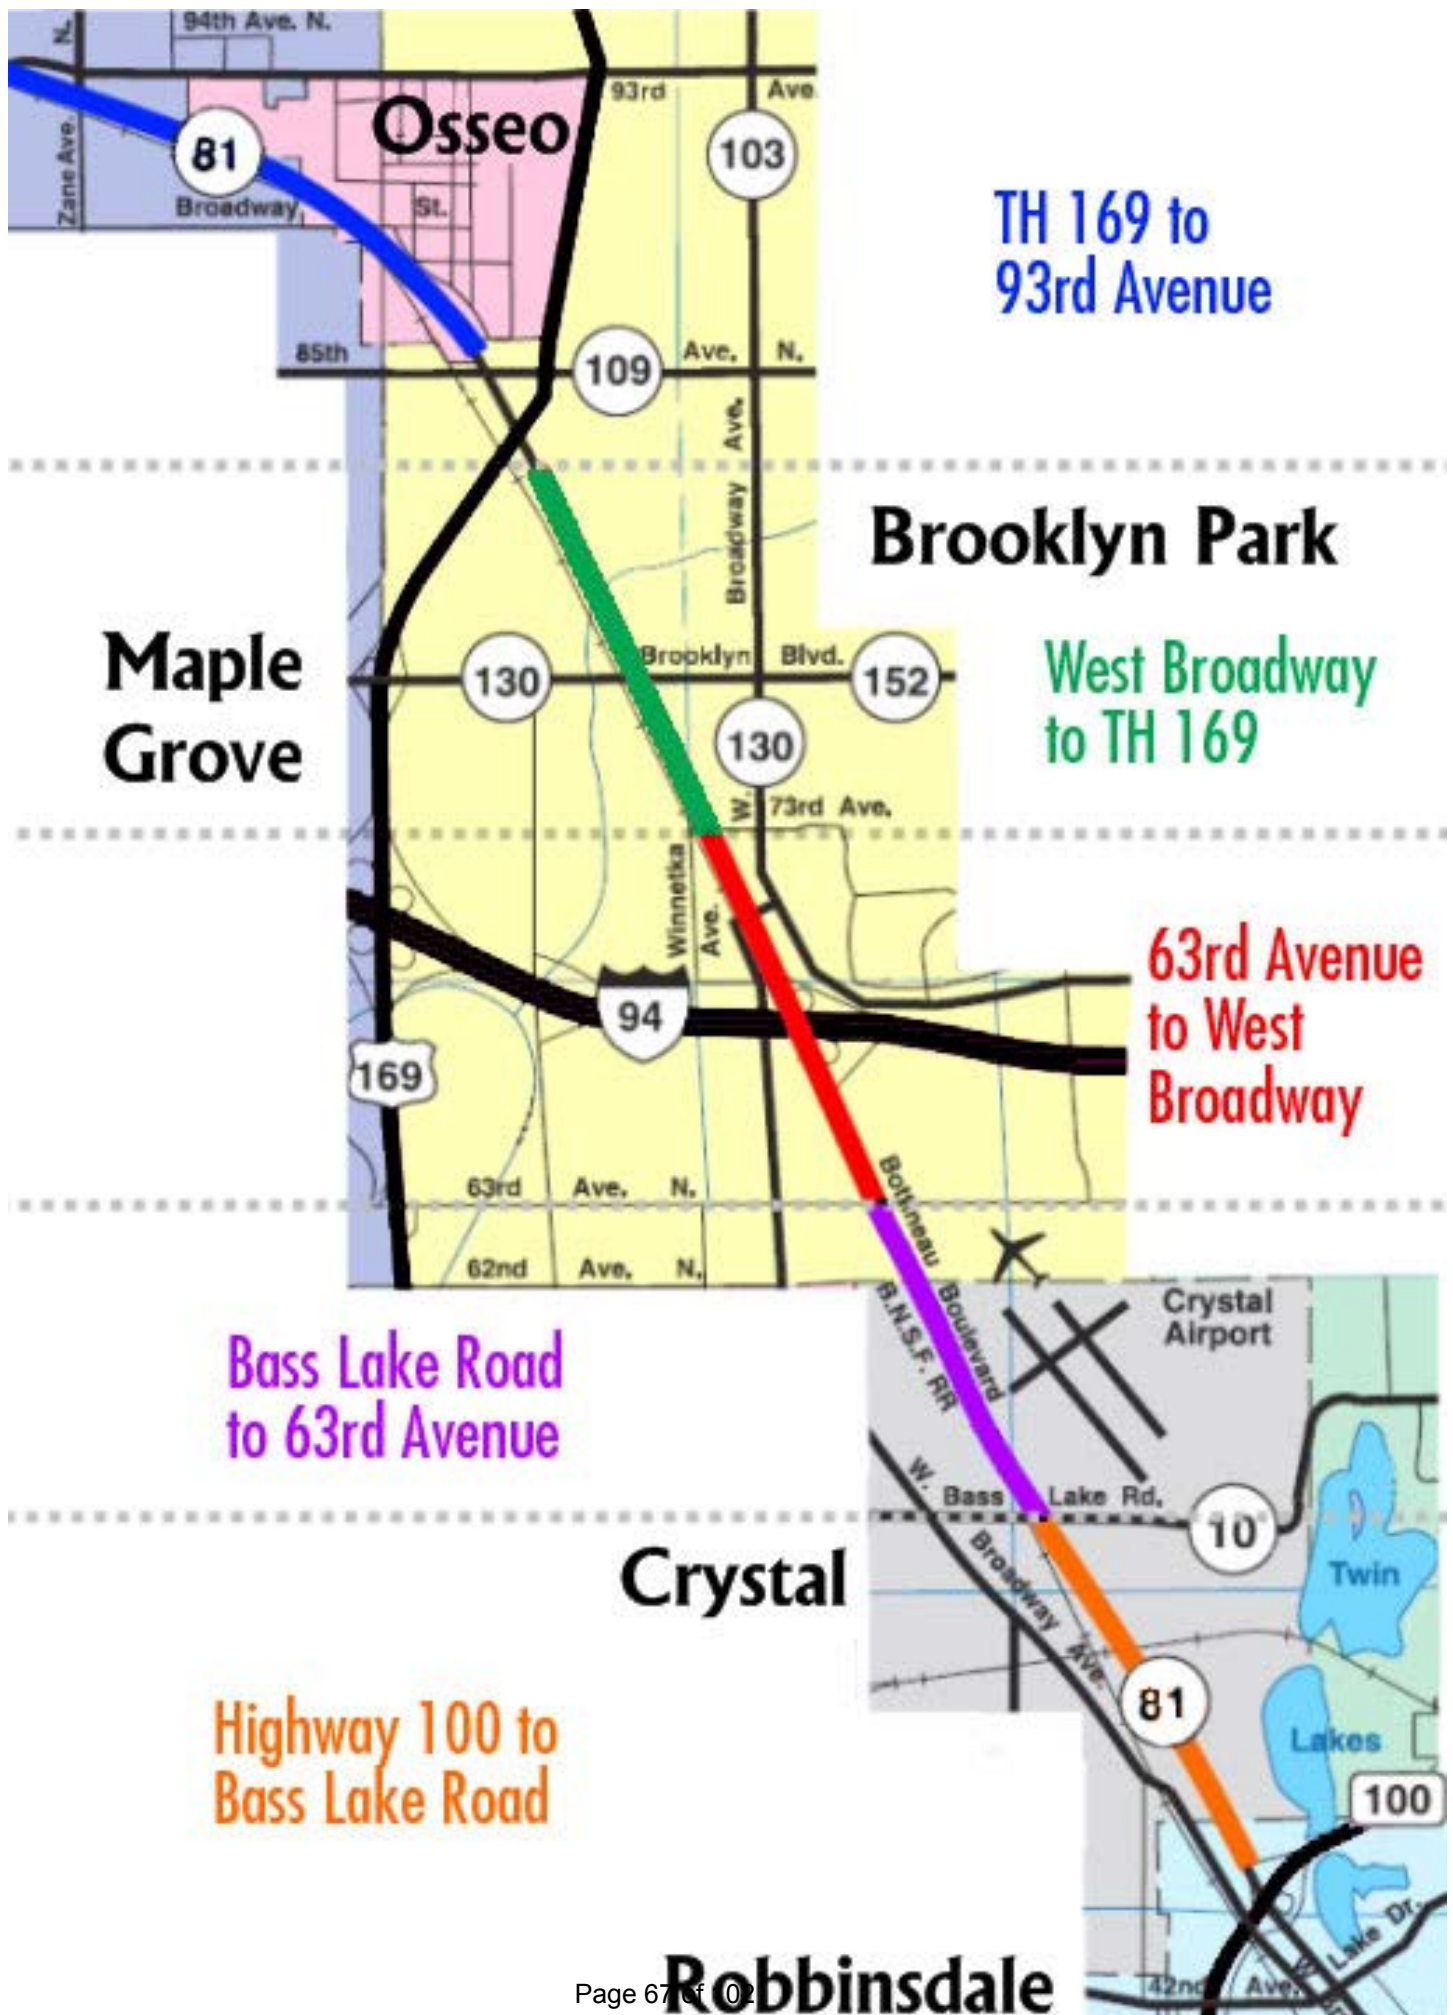 94th Ave. N.
N.
93rd Ave.
Osseo
81
103
Zane Ave.
Broadway St.
TH 169 to
93rd Avenue
85th Ave. N.
109
Broadway Ave.
Brooklyn Park
Maple
Grove
130
Brooklyn Blvd.
152
West Broadway
to TH 169
130
W.
73rd Ave.
Winnetka
Ave.
63rd Avenue
to West
Broadway
94
169
63rd Ave. N.
Bottineau Boulevard
B.N.S.F. RR
62nd Ave. N.
Crystal
Airport
Bass Lake Road
to 63rd Avenue
W. Broadway Ave.
Bass Lake Rd.
10
Crystal
Twin
Lakes
81
Highway 100 to
Bass Lake Road
100
Lake Dr.
Robbinsdale
42nd Ave.
Page 67 of 102